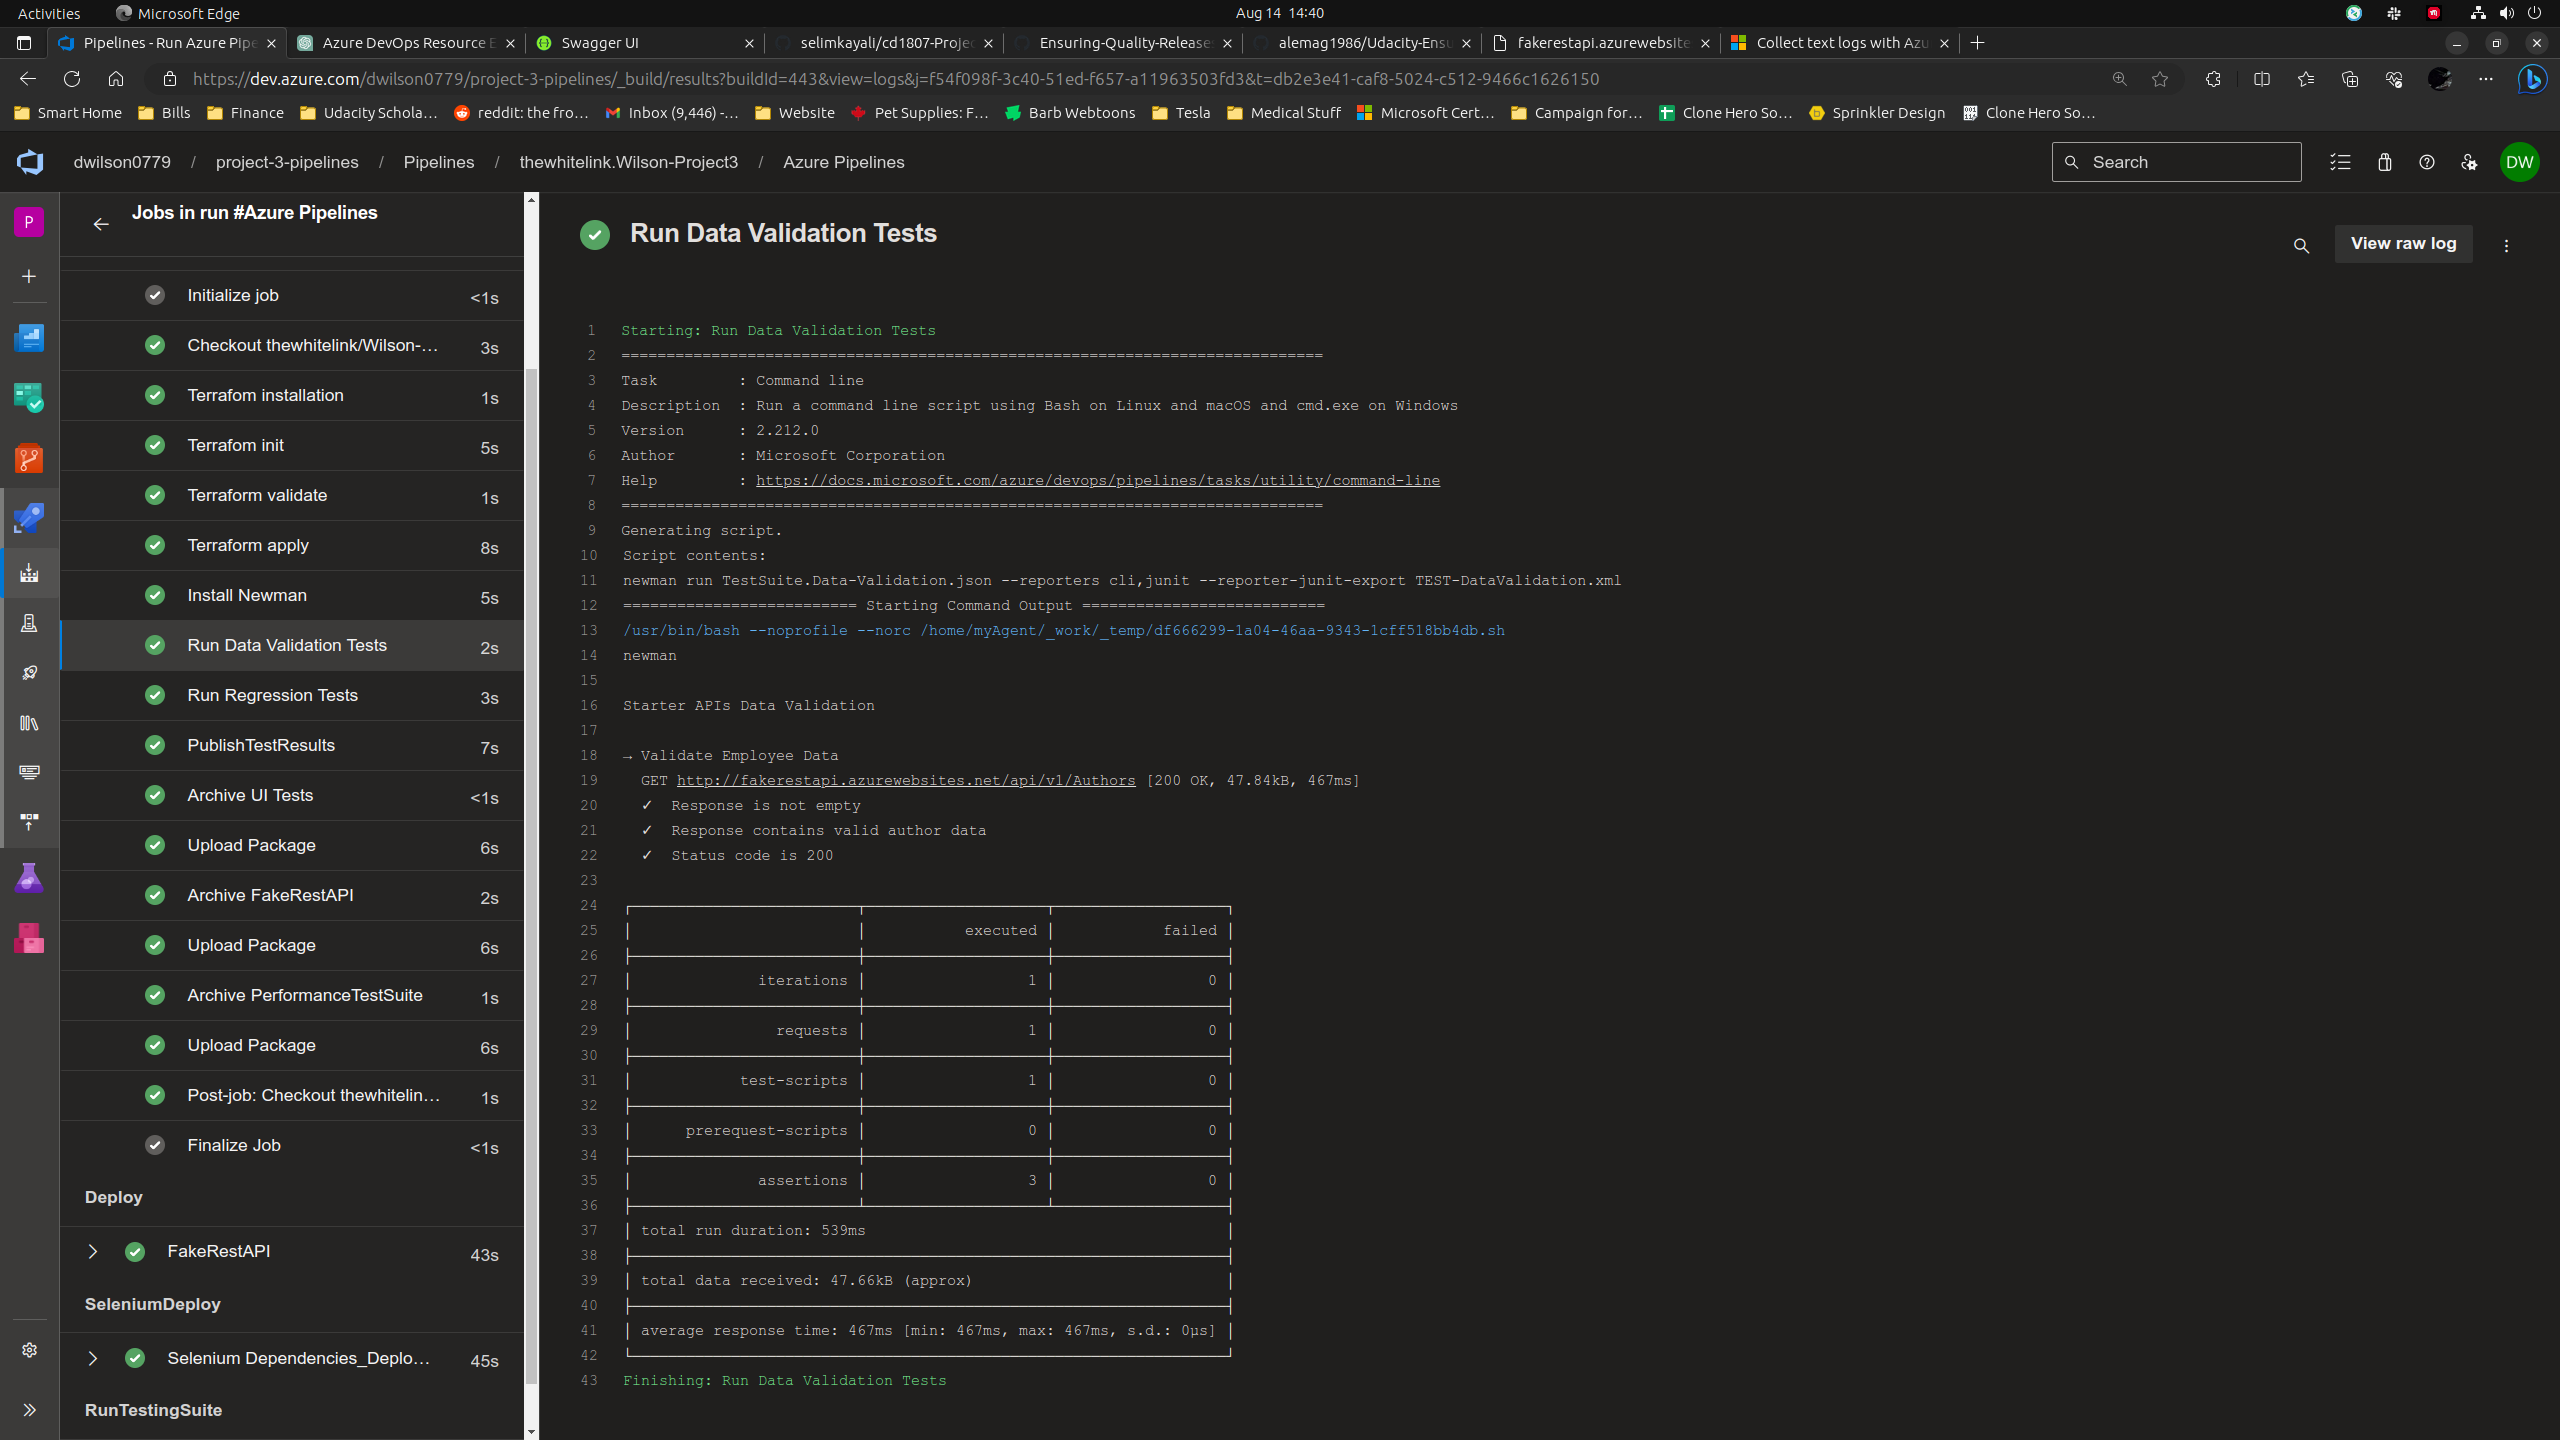 Activities
Microsoft Edge
Aug 14 14:40
Pipelines - Run Azure Pipe
Azure DevOps Resource E
Swagger UI
selimkayali/cd1807-Projec
Ensuring-Quality-Release
alemag1986/Udacity-Ensu
fakerestapi.azurewebsite
Collect text logs with Azu
https://dev.azure.com/dwilson0779/project-3-pipelines/_build/results?buildId=443&view=logs&j=f54f098f-3c40-51ed-f657-a11963503fd3&t=db2e3e41-caf8-5024-c512-9466c1626150
Smart Home
Bills
Finance
Udacity Schola...
reddit: the fro...
Inbox (9,446) -...
Website
Pet Supplies: F...
Barb Webtoons
Tesla
Medical Stuff
Microsoft Cert...
Campaign for...
Clone Hero So...
Sprinkler Design
Clone Hero So...
dwilson0779 / project-3-pipelines / Pipelines / thewhitelink.Wilson-Project3 / Azure Pipelines
Search
DW
P
Jobs in run #Azure Pipelines
Initialize job <1s
Checkout thewhitelink/Wilson-... 3s
Terrafom installation 1s
Terrafom init 5s
Terraform validate 1s
Terraform apply 8s
Install Newman 5s
Run Data Validation Tests 2s
Run Regression Tests 3s
PublishTestResults 7s
Archive UI Tests <1s
Upload Package 6s
Archive FakeRestAPI 2s
Upload Package 6s
Archive PerformanceTestSuite 1s
Upload Package 6s
Post-job: Checkout thewhitelin... 1s
Finalize Job <1s
Deploy
FakeRestAPI 43s
SeleniumDeploy
Selenium Dependencies_Deplo... 45s
RunTestingSuite
Run Data Validation Tests
View raw log
1 Starting: Run Data Validation Tests
2 ==============================================================================
3 Task : Command line
4 Description : Run a command line script using Bash on Linux and macOS and cmd.exe on Windows
5 Version : 2.212.0
6 Author : Microsoft Corporation
7 Help : https://docs.microsoft.com/azure/devops/pipelines/tasks/utility/command-line
8 ==============================================================================
9 Generating script.
10 Script contents:
11 newman run TestSuite.Data-Validation.json --reporters cli,junit --reporter-junit-export TEST-DataValidation.xml
12 ========================== Starting Command Output ===========================
13 /usr/bin/bash --noprofile --norc /home/myAgent/_work/_temp/df666299-1a04-46aa-9343-1cff518bb4db.sh
14 newman
15
16 Starter APIs Data Validation
17
18 → Validate Employee Data
19 GET http://fakerestapi.azurewebsites.net/api/v1/Authors [200 OK, 47.84kB, 467ms]
20 ✓ Response is not empty
21 ✓ Response contains valid author data
22 ✓ Status code is 200
23
24
25 executed │ failed
26
27 iterations │ 1 │ 0
28
29 requests │ 1 │ 0
30
31 test-scripts │ 1 │ 0
32
33 prerequest-scripts │ 0 │ 0
34
35 assertions │ 3 │ 0
36
37 total run duration: 539ms
38
39 total data received: 47.66kB (approx)
40
41 average response time: 467ms [min: 467ms, max: 467ms, s.d.: 0µs]
42
43 Finishing: Run Data Validation Tests